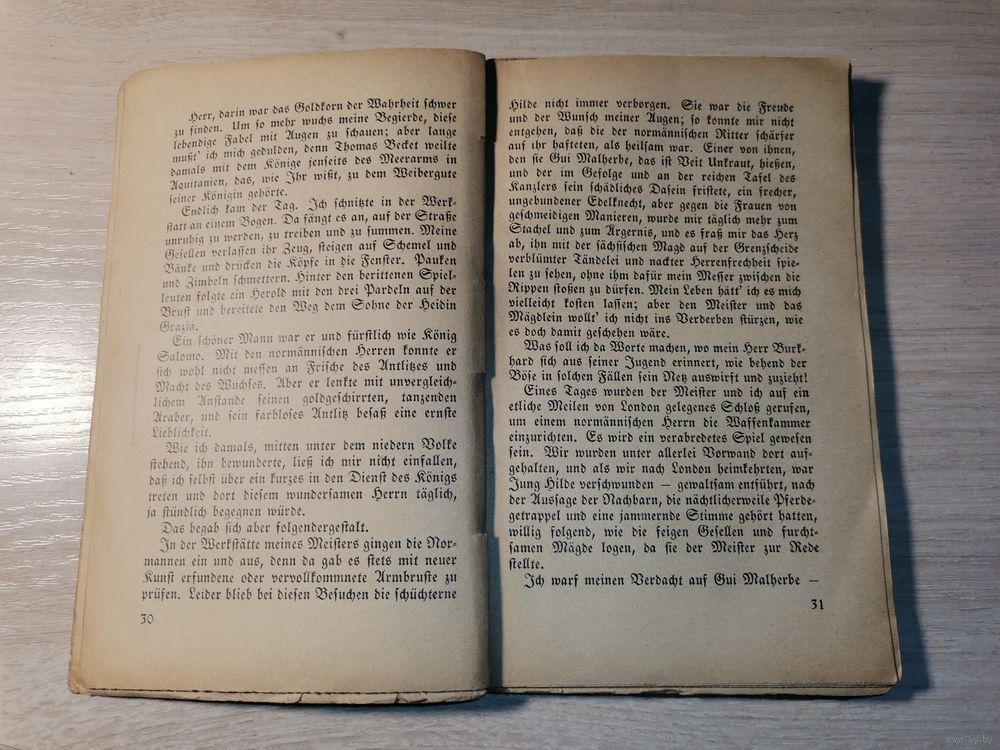 Herr, darin war das Goldkorn der Wahrheit schwer
zu finden. Um so mehr wuchs meine Begierde, diese
lebendige Fabel mit Augen zu schauen; aber lange
mußt' ich mich gedulden, denn Thomas Becket weilte
damals mit dem Könige jenseits des Meerarms in
Aquitanien, das, wie Ihr wißt, zu dem Weibergute
seiner Königin gehörte.
Endlich kam der Tag. Ich schnitzte in der Werk-
statt an einem Bogen. Da fängt es an, auf der Straße
unruhig zu werden, zu treiben und zu summen. Meine
Gesellen verlassen ihr Zeug, steigen auf Schemel und
Bänke und drücken die Köpfe in die Fenster. Pauken
und Zimbeln schmettern. Hinter den berittenen Spiel-
leuten folgte ein Herold mit den drei Pardeln auf der
Brust und bereitete den Weg dem Sohne der Heidin
Grazia.
Ein schöner Mann war er und fürstlich wie König
Salomo. Mit den normännischen Herren konnte er
sich wohl nicht messen an Frische des Antlitzes und
Macht des Wuchses. Aber er lenkte mit unvergleich-
lichem Anstande seinen goldgeschirrten, tanzenden
Araber, und sein farbloses Antlitz besaß eine ernste
Lieblichkeit.
Wie ich damals, mitten unter dem niedern Volke
stehend, ihn bewunderte, ließ ich mir nicht einfallen,
daß ich selbst über ein kurzes in den Dienst des Königs
treten und dort diesem wundersamen Herrn täglich,
ja stündlich begegnen würde.
Das begab sich aber folgendergestalt.
In der Werkstätte meines Meisters gingen die Nor-
mannen ein und aus, denn da gab es stets mit neuer
Kunst erfundene oder vervollkommnete Armbruste zu
prüfen. Leider blieb bei diesen Besuchen die schüchterne
30
Hilde nicht immer verborgen. Sie war die Freude
und der Wunsch meiner Augen; so konnte mir nicht
entgehen, daß die der normännischen Ritter schärfer
auf ihr hafteten, als heilsam war. Einer von ihnen,
den sie Gui Malherbe, das ist Veit Unkraut, hießen,
und der im Gefolge und an der reichen Tafel des
Kanzlers sein schädliches Dasein fristete, ein frecher,
ungebundener Edelknecht, aber gegen die Frauen von
geschmeidigen Manieren, wurde mir täglich mehr zum
Stachel und zum Ärgernis, und es fraß mir das Herz
ab, ihn mit der sächsischen Magd auf der Grenzscheide
verblümter Tändelei und nackter Herrenfrechheit spie-
len zu sehen, ohne ihm dafür mein Messer zwischen die
Rippen stoßen zu dürfen. Mein Leben hätt' ich es mich
vielleicht kosten lassen; aber den Meister und das
Mägdlein wollt' ich nicht ins Verderben stürzen, wie
es doch damit geschehen wäre.
Was soll ich da Worte machen, wo mein Herr Burk-
hard sich aus seiner Jugend erinnert, wie behend der
Böse in solchen Fällen sein Netz auswirft und zuzieht!
Eines Tages wurden der Meister und ich auf ein
etliche Meilen von London gelegenes Schloß gerufen,
um einem normännischen Herrn die Waffenkammer
einzurichten. Es wird ein verabredetes Spiel gewesen
sein. Wir wurden unter allerlei Vorwand dort auf-
gehalten, und als wir nach London heimkehrten, war
Jung Hilde verschwunden — gewaltsam entführt, nach
der Aussage der Nachbarn, die nächtlicherweile Pferde-
getrappel und eine jammernde Stimme gehört hatten,
willig folgend, wie die feigen Gesellen und furcht-
samen Mägde logen, da sie der Meister zur Rede
stellte.
Ich warf meinen Verdacht auf Gui Malherbe —
31
www.ay.by